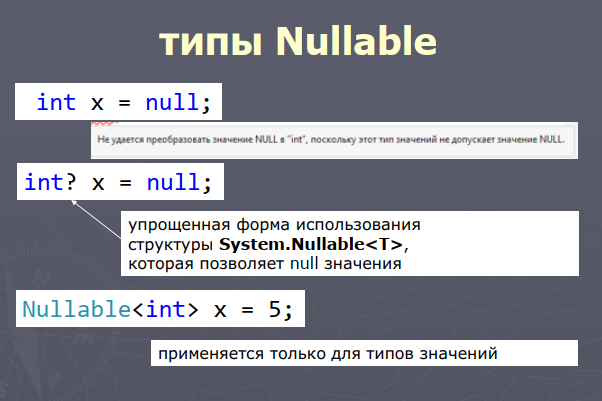 типы Nullable
int x = null;
Не удается преобразовать значение NULL в "int", поскольку этот тип значений не допускает значение NULL.
int? x = null;
упрощенная форма использования
структуры System.Nullable<T>,
которая позволяет null значения
Nullable<int> x = 5;
применяется только для типов значений